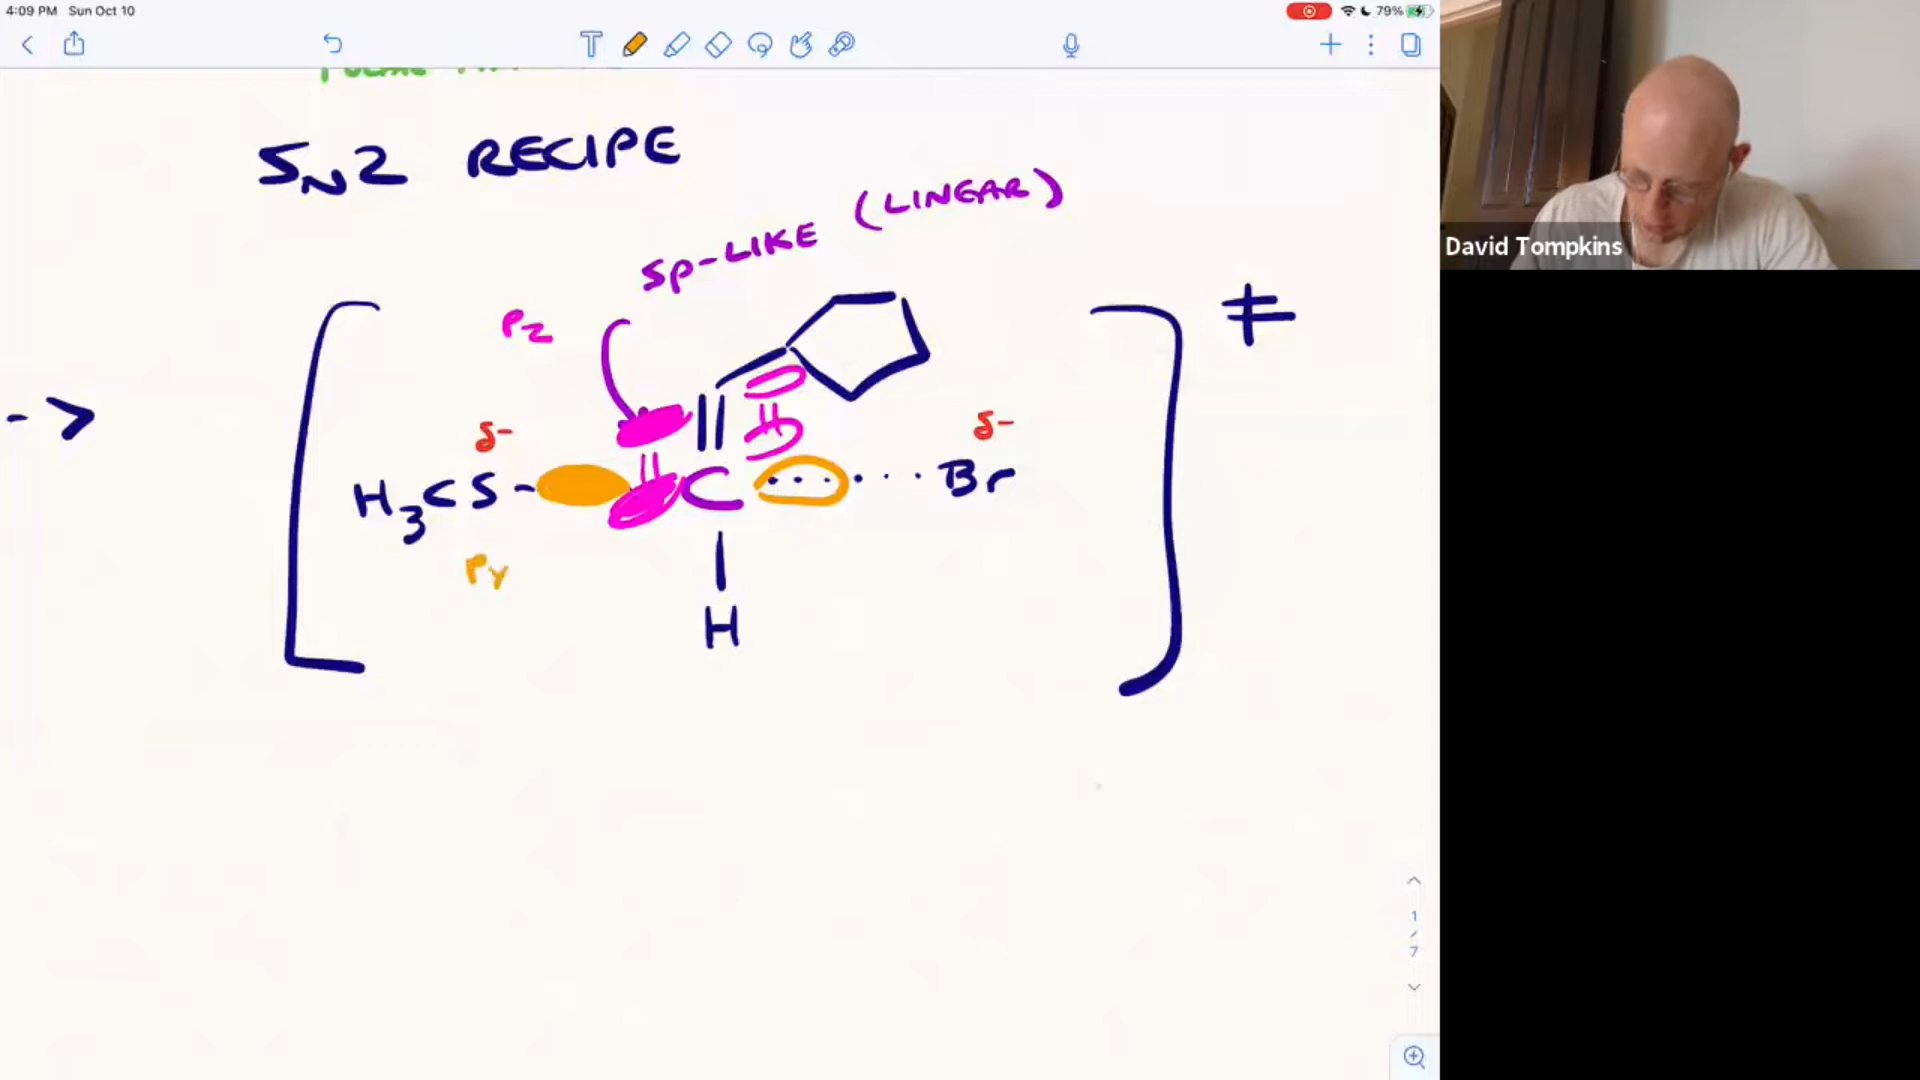 4:09 PM Sun Oct 10
79%
T
SN2 RECIPE
sp-LIKE (LINEAR)
David Tompkins
Pz
≠
δ-
δ-
->
H3CS - C ...... Br
Py
H
1
/
7